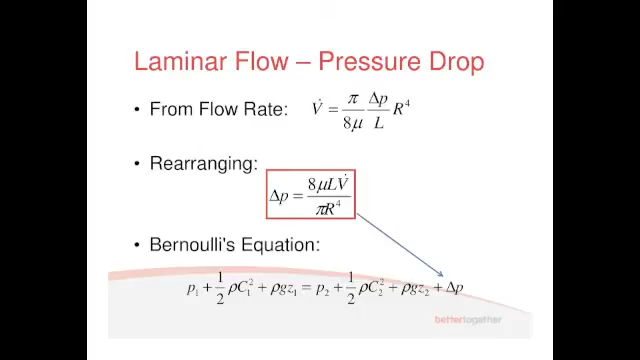 Laminar Flow – Pressure Drop
• From Flow Rate: V̇ = π/8μ Δp/L R⁴
• Rearranging:
Δp = 8μLV̇/πR⁴
• Bernoulli's Equation:
p₁ + 1/2 ρC₁² + ρgz₁ = p₂ + 1/2 ρC₂² + ρgz₂ + Δp
bettertogether